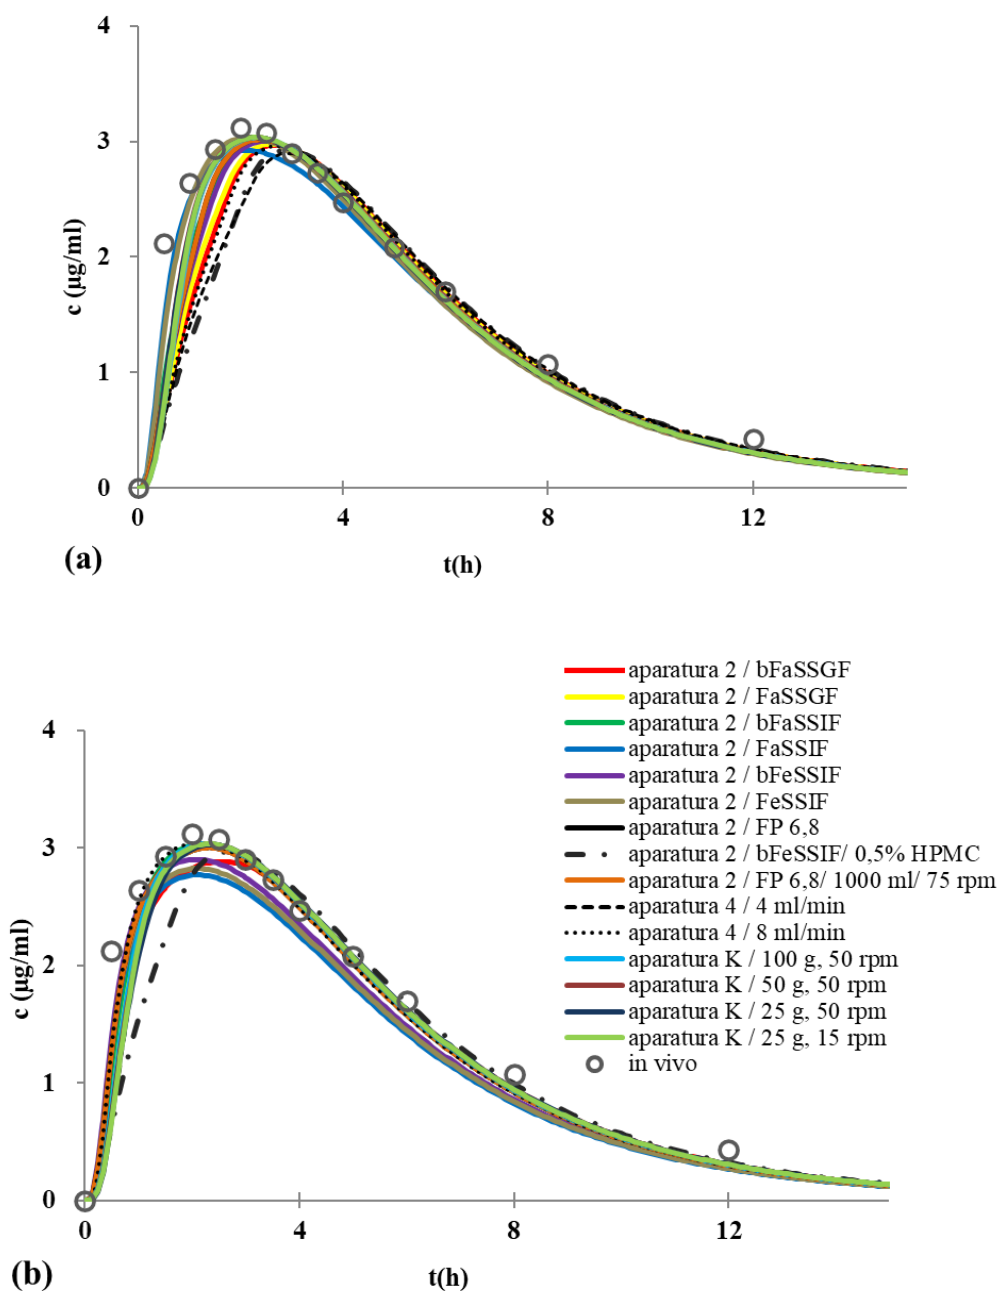 4
3
2
1
0
c (µg/ml)
0
4
8
12
t(h)
(a)
aparatura 2 / bFaSSGF
aparatura 2 / FaSSGF
aparatura 2 / bFaSSIF
aparatura 2 / FaSSIF
aparatura 2 / bFeSSIF
aparatura 2 / FeSSIF
aparatura 2 / FP 6,8
aparatura 2 / bFeSSIF/ 0,5% HPMC
aparatura 2 / FP 6,8/ 1000 ml/ 75 rpm
aparatura 4 / 4 ml/min
aparatura 4 / 8 ml/min
aparatura K / 100 g, 50 rpm
aparatura K / 50 g, 50 rpm
aparatura K / 25 g, 50 rpm
aparatura K / 25 g, 15 rpm
in vivo
4
3
2
1
0
c (µg/ml)
0
4
8
12
t(h)
(b)